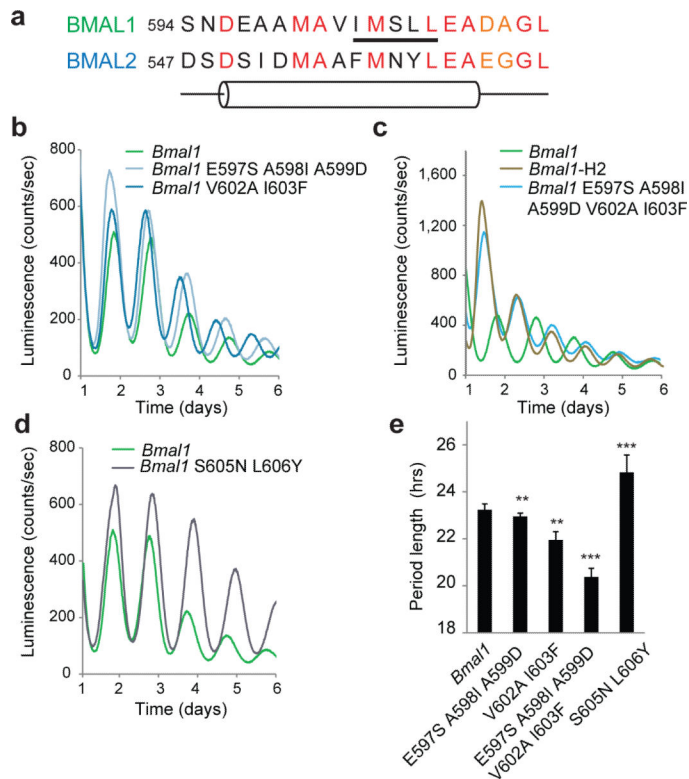 a
BMAL1 594 SNDEAAMAVIMSLLEADAGL
BMAL2 547 DSDSIDMAAFMNYLEAEGGL
b
Luminescence (counts/sec)
800
600
400
200
0
Bmal1
Bmal1 E597S A598I A599D
Bmal1 V602A I603F
1 2 3 4 5 6
Time (days)
c
Luminescence (counts/sec)
1,600
1,200
800
400
0
Bmal1
Bmal1-H2
Bmal1 E597S A598I
A599D V602A I603F
1 2 3 4 5 6
Time (days)
d
Luminescence (counts/sec)
800
600
400
200
0
Bmal1
Bmal1 S605N L606Y
1 2 3 4 5 6
Time (days)
e
Period length (hrs)
26
24
22
20
18
**
**
***
***
Bmal1
E597S A598I A599D
V602A I603F
E597S A598I A599D
V602A I603F
S605N L606Y